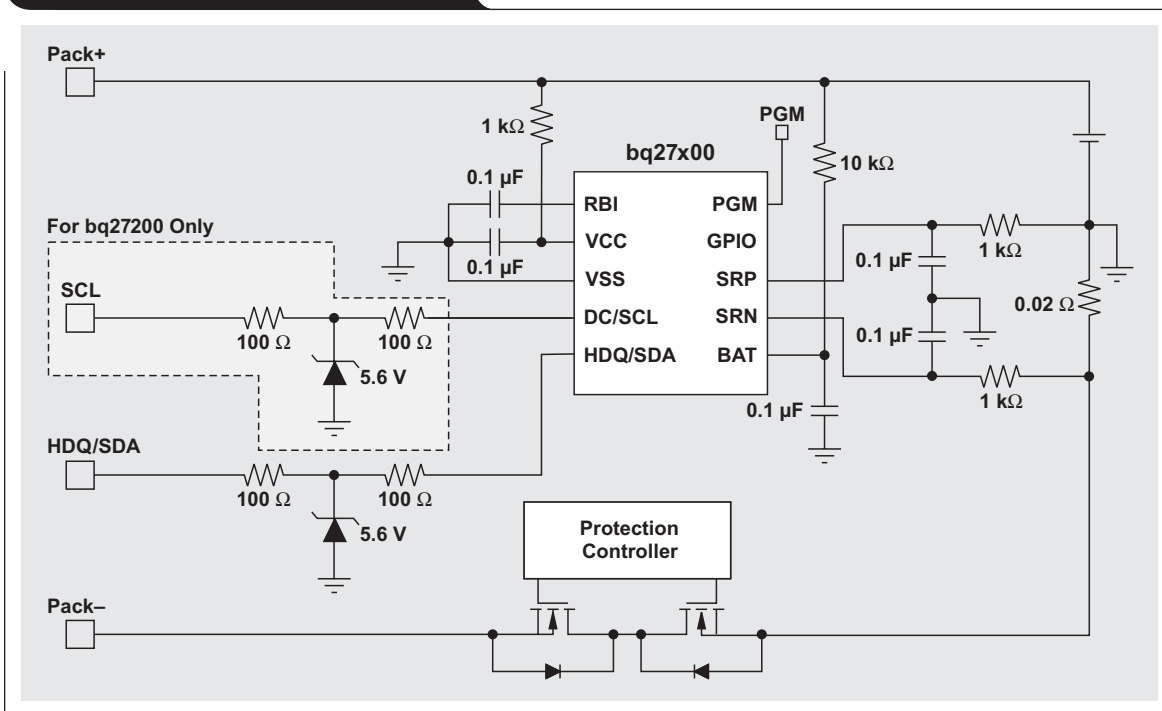 Pack+
1 kΩ
PGM
bq27x00
10 kΩ
0.1 µF
RBI
PGM
For bq27200 Only
VCC
GPIO
0.1 µF
1 kΩ
0.1 µF
VSS
SRP
SCL
0.02 Ω
DC/SCL
SRN
100 Ω
100 Ω
0.1 µF
HDQ/SDA
BAT
5.6 V
1 kΩ
0.1 µF
HDQ/SDA
100 Ω
100 Ω
5.6 V
Protection
Controller
Pack–